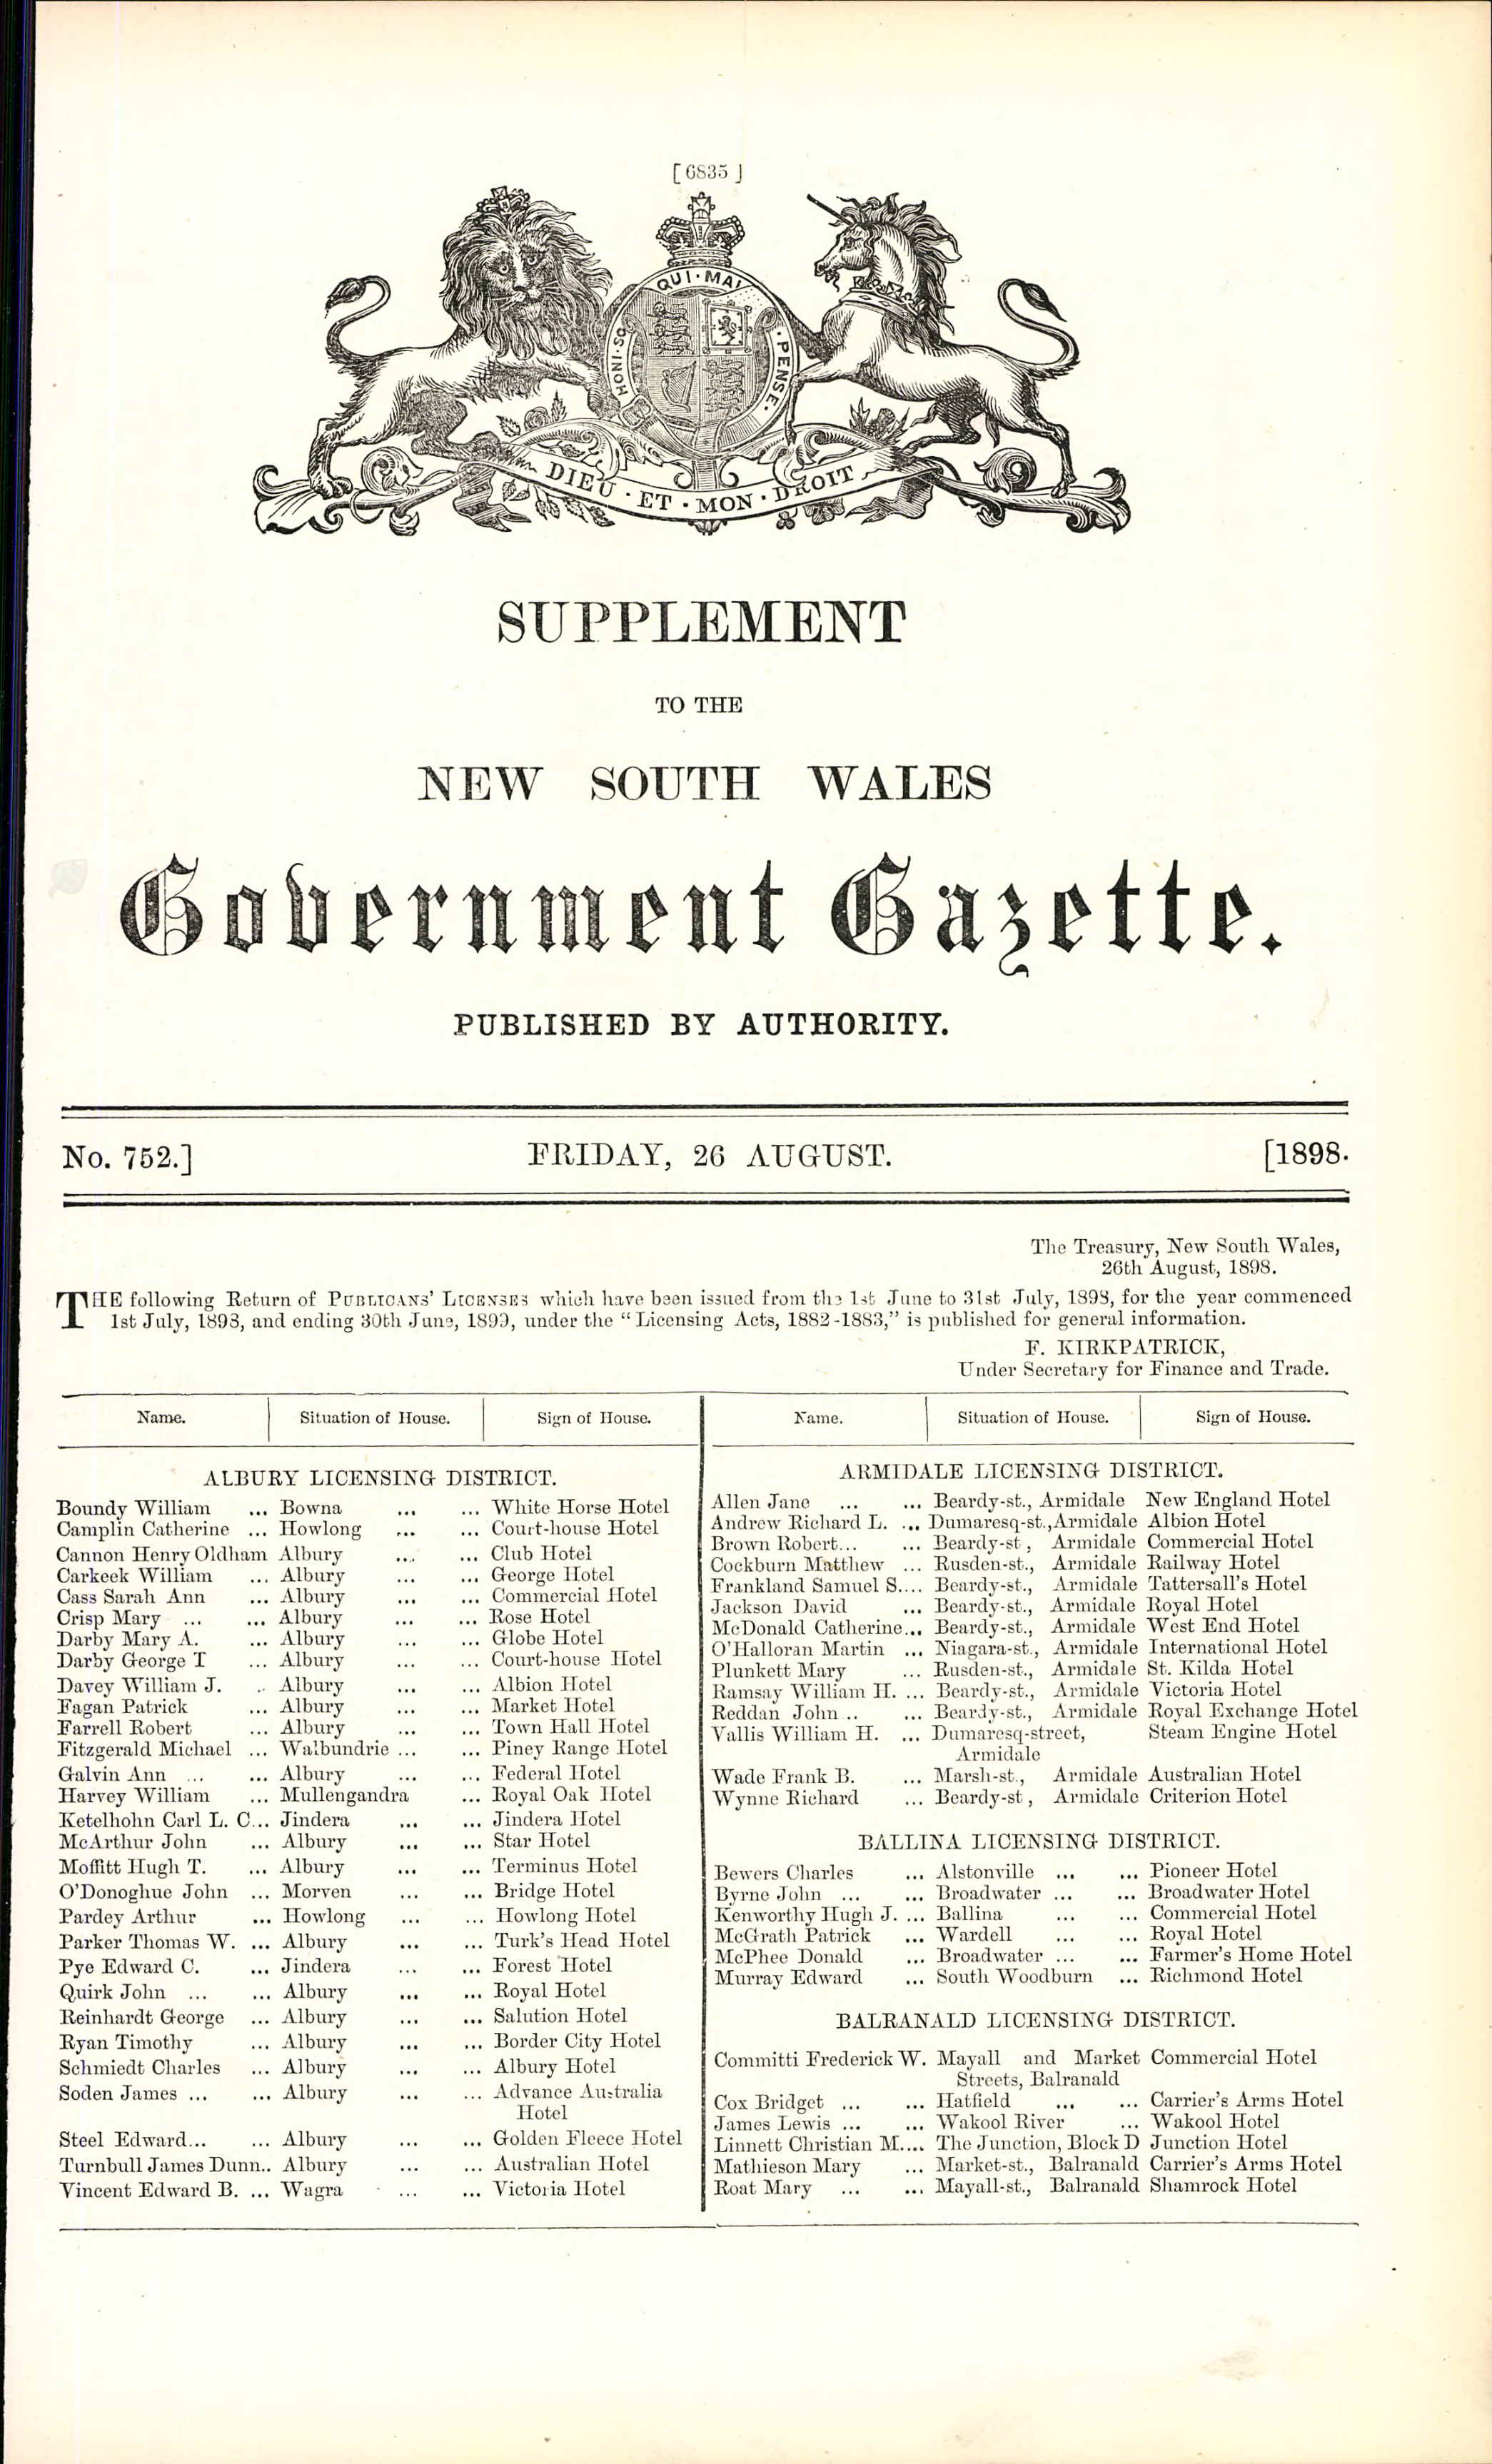 [6835]
HONI·SO
QUI·MAL
·PENSE·
DIEU·ET·MON·DROIT
SUPPLEMENT
TO THE
NEW SOUTH WALES
Government Gazette.
PUBLISHED BY AUTHORITY.
No. 752.] FRIDAY, 26 AUGUST. [1898.
The Treasury, New South Wales,
26th August, 1898.
THE following Return of PUBLICANS' LICENSES which have been issued from the 1st June to 31st July, 1898, for the year commenced
1st July, 1898, and ending 30th June, 1899, under the "Licensing Acts, 1882-1883," is published for general information.
F. KIRKPATRICK,
Under Secretary for Finance and Trade.
Name. Situation of House. Sign of House.
ALBURY LICENSING DISTRICT.
Boundy William ... Bowna ... ... White Horse Hotel
Camplin Catherine ... Howlong ... ... Court-house Hotel
Cannon Henry Oldham Albury ... ... Club Hotel
Carkeek William ... Albury ... ... George Hotel
Cass Sarah Ann ... Albury ... ... Commercial Hotel
Crisp Mary ... ... Albury ... ... Rose Hotel
Darby Mary A. ... Albury ... ... Globe Hotel
Darby George T ... Albury ... ... Court-house Hotel
Davey William J. .. Albury ... ... Albion Hotel
Fagan Patrick ... Albury ... ... Market Hotel
Farrell Robert ... Albury ... ... Town Hall Hotel
Fitzgerald Michael ... Walbundrie ... ... Piney Range Hotel
Galvin Ann ... ... Albury ... ... Federal Hotel
Harvey William ... Mullengandra ... Royal Oak Hotel
Ketelhohn Carl L. C... Jindera ... ... Jindera Hotel
McArthur John ... Albury ... ... Star Hotel
Moffitt Hugh T. ... Albury ... ... Terminus Hotel
O'Donoghue John ... Morven ... ... Bridge Hotel
Pardey Arthur ... Howlong ... ... Howlong Hotel
Parker Thomas W. ... Albury ... ... Turk's Head Hotel
Pye Edward C. ... Jindera ... ... Forest Hotel
Quirk John ... ... Albury ... ... Royal Hotel
Reinhardt George ... Albury ... ... Salution Hotel
Ryan Timothy ... Albury ... ... Border City Hotel
Schmiedt Charles ... Albury ... ... Albury Hotel
Soden James ... ... Albury ... ... Advance Australia
Hotel
Steel Edward... ... Albury ... ... Golden Fleece Hotel
Turnbull James Dunn.. Albury ... ... Australian Hotel
Vincent Edward B. ... Wagra ... ... Victoria Hotel
Name. Situation of House. Sign of House.
ARMIDALE LICENSING DISTRICT.
Allen Jane ... ... Beardy-st., Armidale New England Hotel
Andrew Richard L. ... Dumaresq-st., Armidale Albion Hotel
Brown Robert... ... Beardy-st, Armidale Commercial Hotel
Cockburn Matthew ... Rusden-st., Armidale Railway Hotel
Frankland Samuel S.... Beardy-st., Armidale Tattersall's Hotel
Jackson David ... Beardy-st., Armidale Royal Hotel
McDonald Catherine... Beardy-st., Armidale West End Hotel
O'Halloran Martin ... Niagara-st., Armidale International Hotel
Plunkett Mary ... Rusden-st., Armidale St. Kilda Hotel
Ramsay William H. ... Beardy-st., Armidale Victoria Hotel
Reddan John .. ... Beardy-st., Armidale Royal Exchange Hotel
Vallis William H. ... Dumaresq-street, Steam Engine Hotel
Armidale
Wade Frank B. ... Marsh-st., Armidale Australian Hotel
Wynne Richard ... Beardy-st, Armidale Criterion Hotel
BALLINA LICENSING DISTRICT.
Bewers Charles ... Alstonville ... ... Pioneer Hotel
Byrne John ... ... Broadwater ... ... Broadwater Hotel
Kenworthy Hugh J. ... Ballina ... ... Commercial Hotel
McGrath Patrick ... Wardell ... ... Royal Hotel
McPhee Donald ... Broadwater ... ... Farmer's Home Hotel
Murray Edward ... South Woodburn ... Richmond Hotel
BALRANALD LICENSING DISTRICT.
Committi Frederick W. Mayall and Market Commercial Hotel
Streets, Balranald
Cox Bridget ... ... Hatfield ... ... Carrier's Arms Hotel
James Lewis ... ... Wakool River ... Wakool Hotel
Linnett Christian M.... The Junction, Block D Junction Hotel
Mathieson Mary ... Market-st., Balranald Carrier's Arms Hotel
Roat Mary ... ... Mayall-st., Balranald Shamrock Hotel